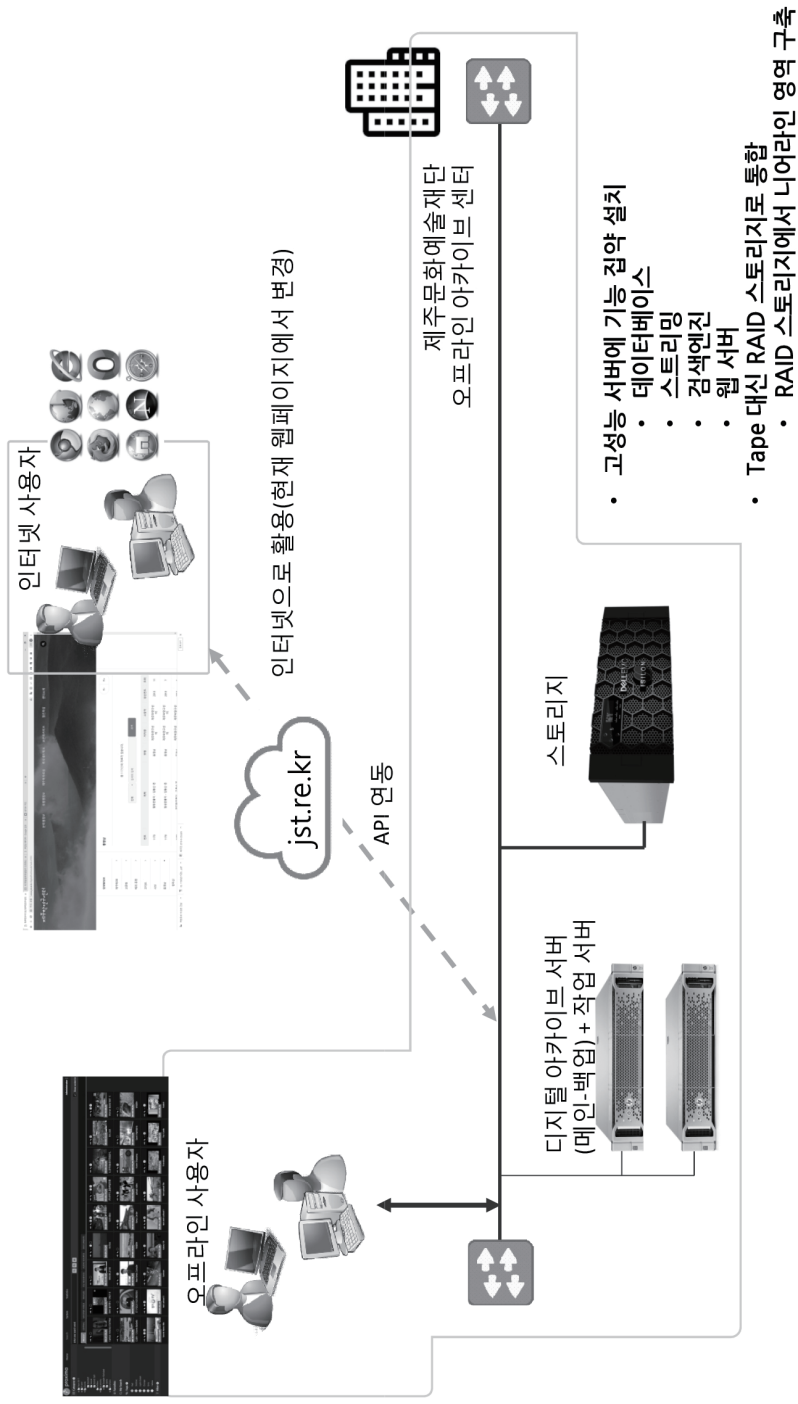 인터넷 사용자
인터넷으로 활용(현재 웹페이지에서 변경)
jst.re.kr
API 연동
오프라인 사용자
제주문화예술재단
오프라인 아카이브 센터
디지털 아카이브 서버
(메인-백업) + 작업 서버
스토리지
DELL EMC
ISILON
• 고성능 서버에 기능 집약 설치
• 데이터베이스
• 스트리밍
• 검색엔진
• 웹 서버
• Tape 대신 RAID 스토리지로 통합
• RAID 스토리지에서 니어라인 영역 구축